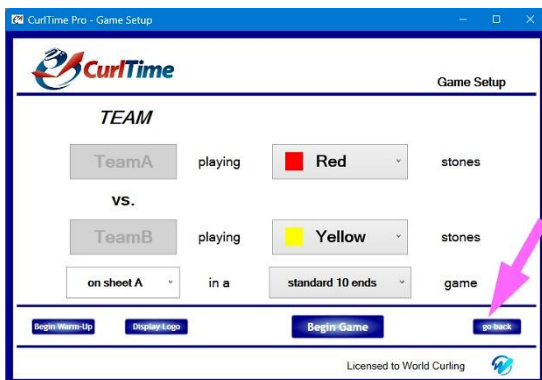 CurlTime Pro - Game Setup
CurlTime
Game Setup
TEAM
TeamA playing Red stones
vs.
TeamB playing Yellow stones
on sheet A in a standard 10 ends game
Begin Warm-Up Display Logo Begin Game go back
Licensed to World Curling